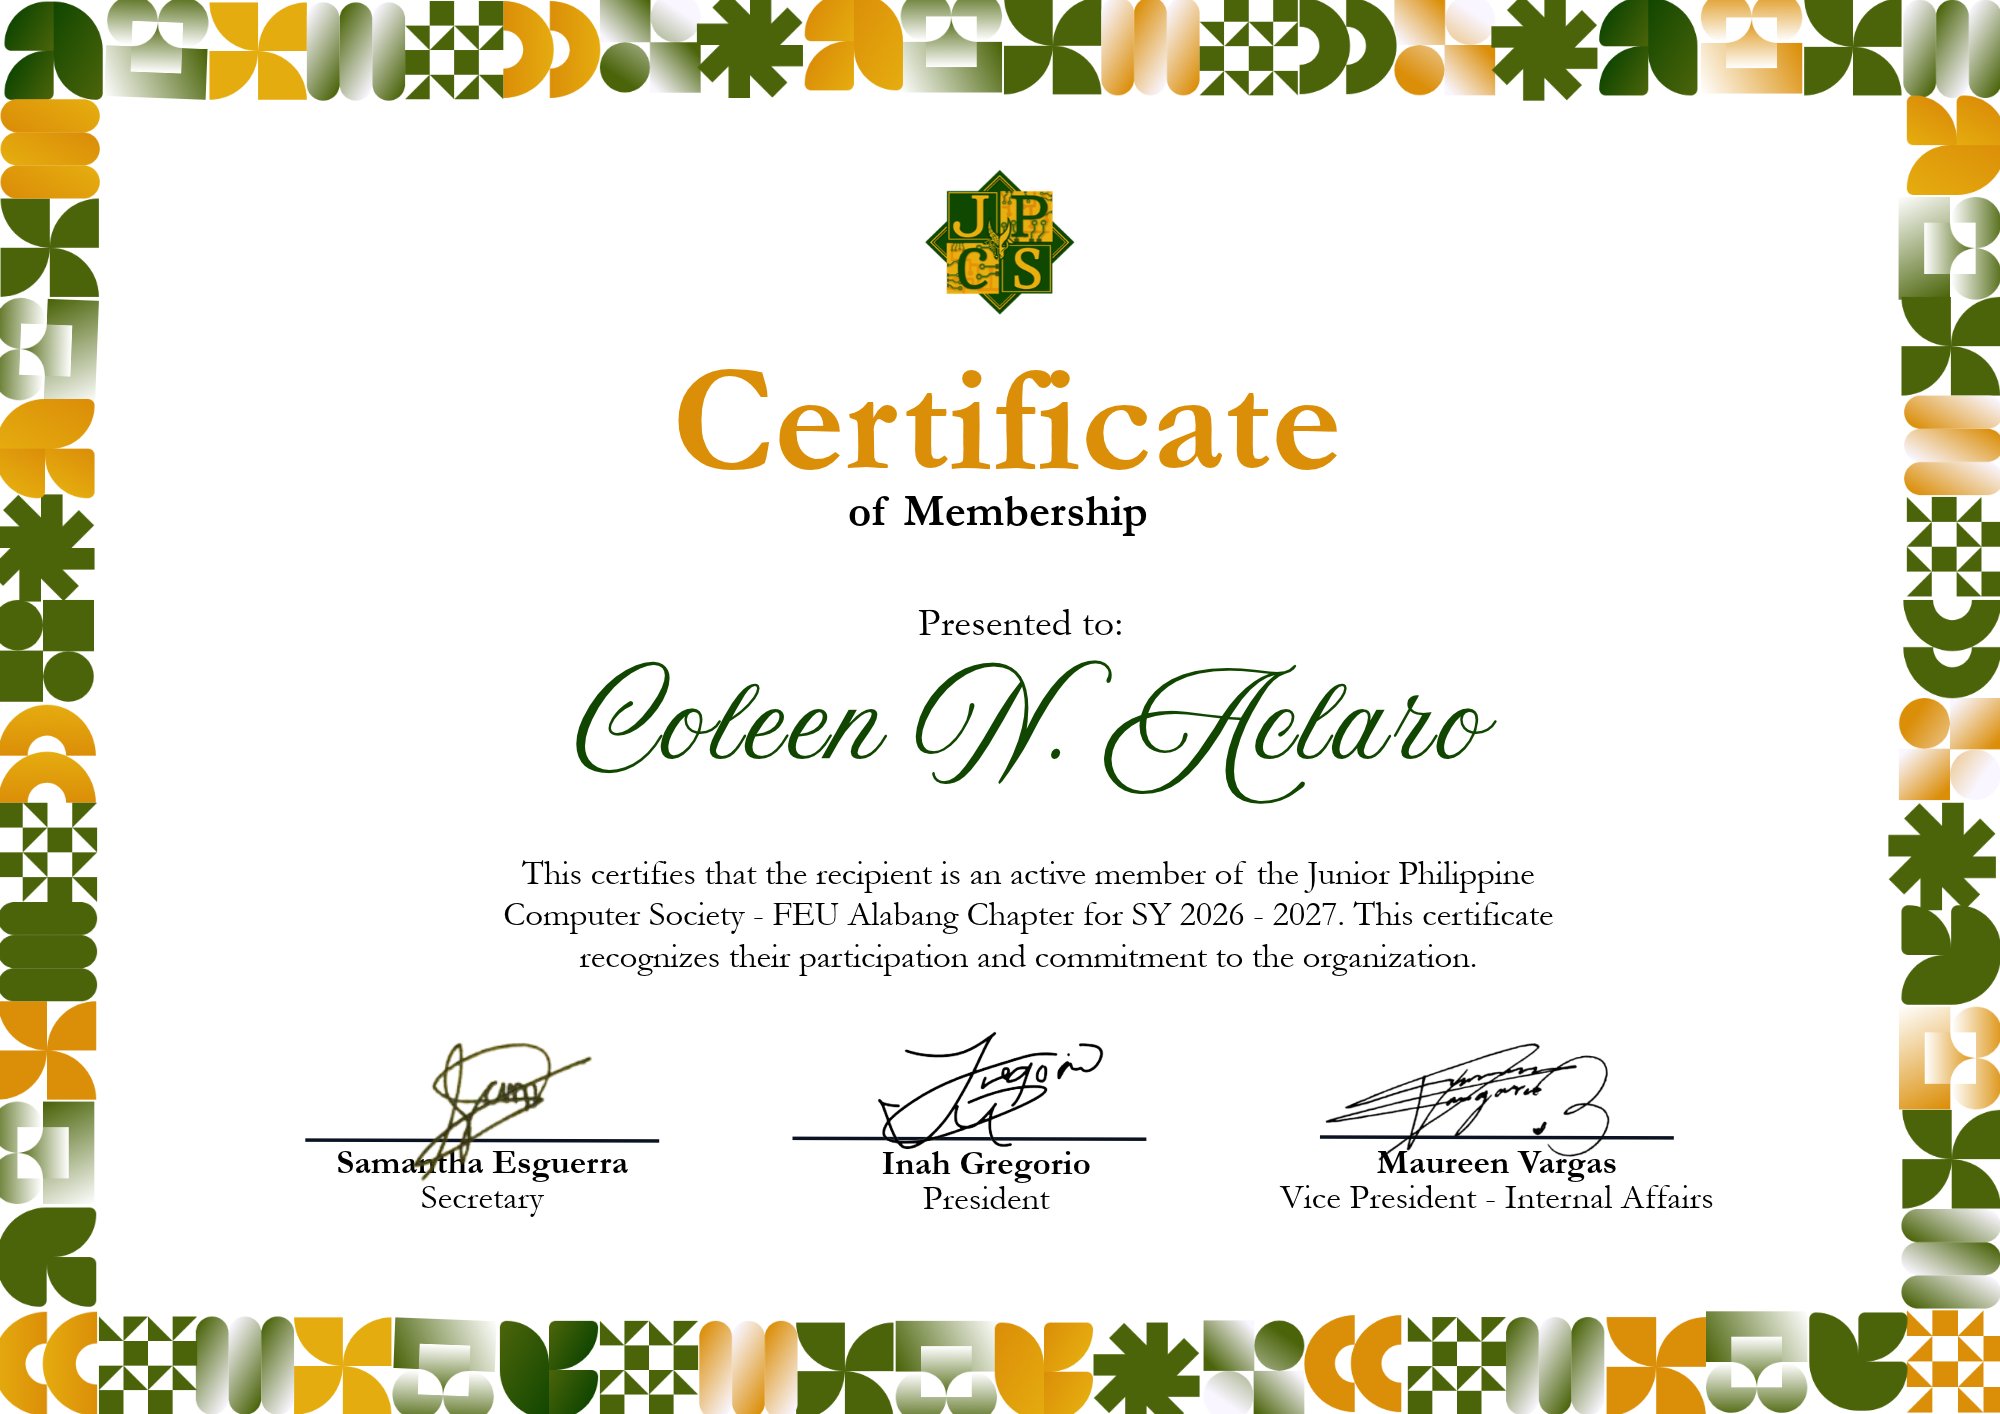 JP
CS
Certificate
of Membership
Presented to:
Coleen N. Aclaro
This certifies that the recipient is an active member of the Junior Philippine
Computer Society - FEU Alabang Chapter for SY 2026 - 2027. This certificate
recognizes their participation and commitment to the organization.
Samantha Esguerra
Secretary
Inah Gregorio
President
Maureen Vargas
Vice President - Internal Affairs